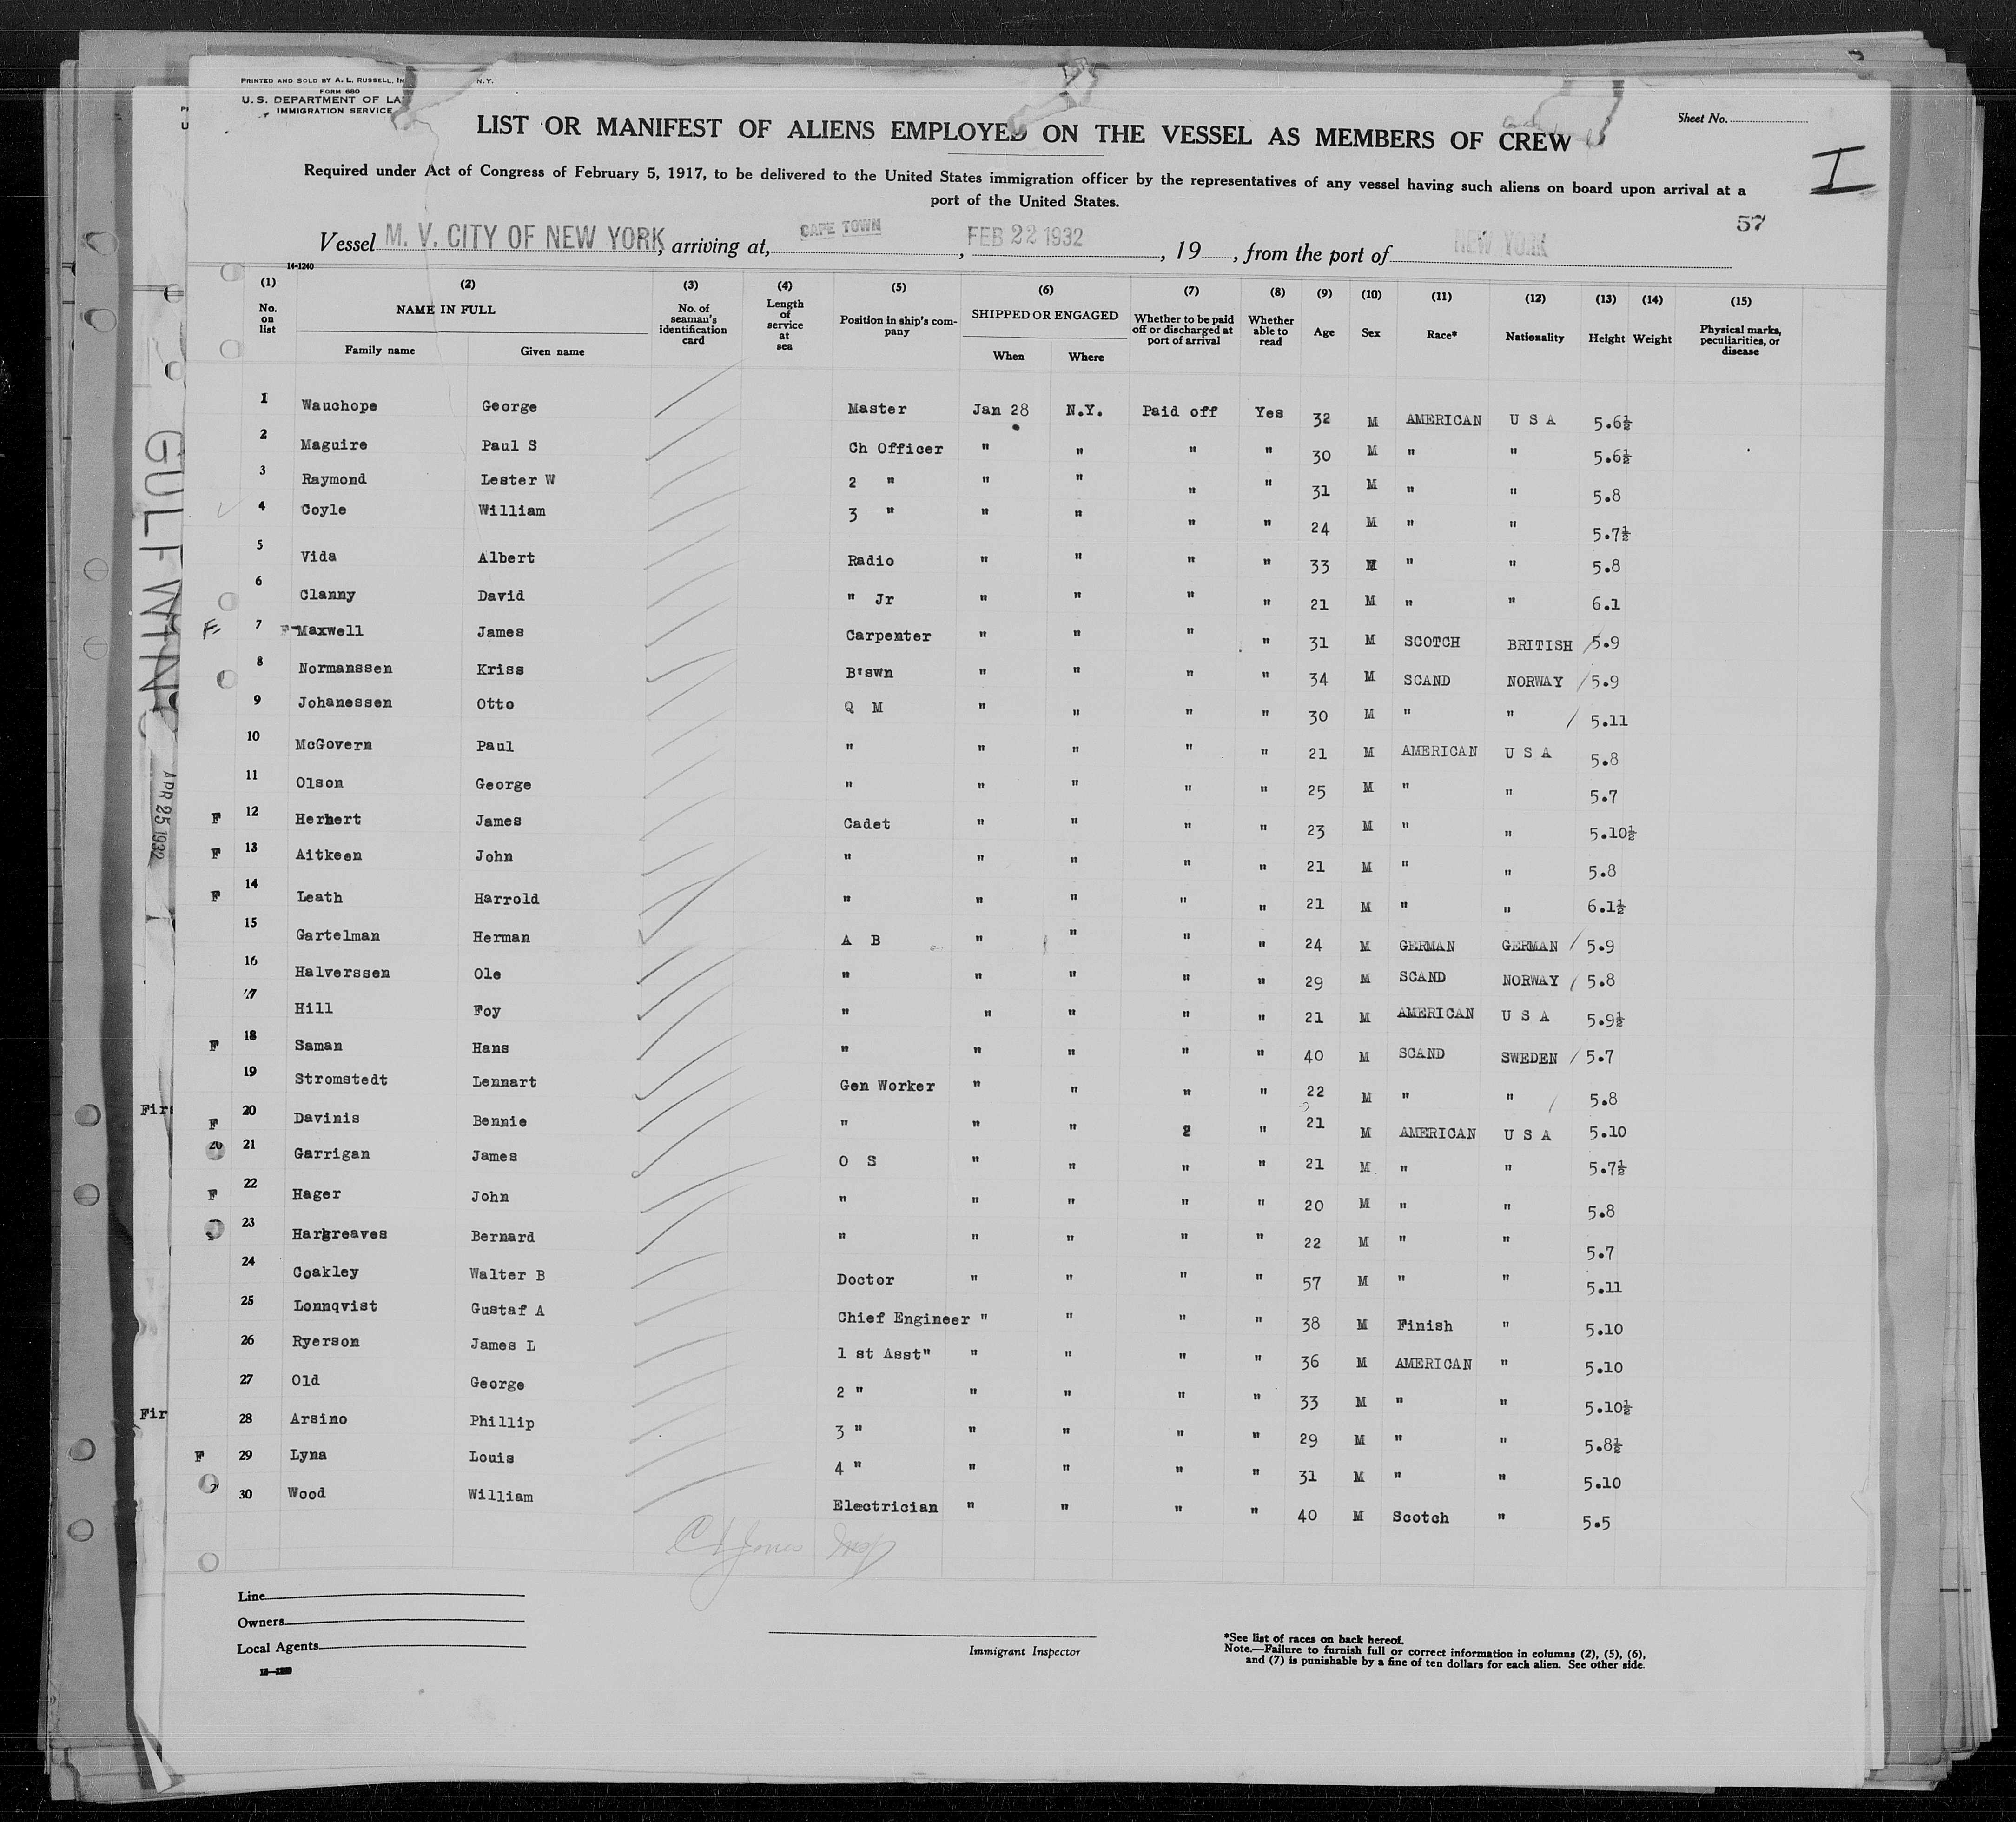 PRINTED AND SOLD BY A. L. RUSSELL, IN N.Y.
FORM 680
U. S. DEPARTMENT OF LA
IMMIGRATION SERVICE
Sheet No.
LIST OR MANIFEST OF ALIENS EMPLOYED ON THE VESSEL AS MEMBERS OF CREW
I
Required under Act of Congress of February 5, 1917, to be delivered to the United States immigration officer by the representatives of any vessel having such aliens on board upon arrival at a
port of the United States.
57
Vessel M. V. CITY OF NEW YORK, arriving at, CAPE TOWN, FEB 22 1932, 19, from the port of NEW YORK
14-1240
(1) (2) (3) (4) (5) (6) (7) (8) (9) (10) (11) (12) (13) (14) (15)
No. on list NAME IN FULL Family name Given name No. of seaman's identification card Length of service at sea Position in ship's company SHIPPED OR ENGAGED When Where Whether to be paid off or discharged at port of arrival Whether able to read Age Sex Race* Nationality Height Weight Physical marks, peculiarities, or disease
1 Wauchope George Master Jan 28 N.Y. Paid off Yes 32 M AMERICAN U S A 5.6½
2 Maguire Paul S Ch Officer " " " " 30 M " " 5.6½
3 Raymond Lester W 2 " " " " " 31 M " " 5.8
4 Coyle William 3 " " " " " 24 M " " 5.7½
5 Vida Albert Radio " " " " 33 M " " 5.8
6 Clanny David " Jr " " " " 21 M " " 6.1
F 7 F-Maxwell James Carpenter " " " " 31 M SCOTCH BRITISH 5.9
8 Normanssen Kriss B'swn " " " " 34 M SCAND NORWAY 5.9
9 Johanessen Otto Q M " " " " 30 M " " 5.11
10 McGovern Paul " " " " " 21 M AMERICAN U S A 5.8
11 Olson George " " " " " 25 M " " 5.7
F 12 Herhert James Cadet " " " " 23 M " " 5.10½
F 13 Aitkeen John " " " " " 21 M " " 5.8
F 14 Leath Harrold " " " " " 21 M " " 6.1½
15 Gartelman Herman A B " " " " 24 M GERMAN GERMAN 5.9
16 Halverssen Ole " " " " " 29 M SCAND NORWAY 5.8
17 Hill Foy " " " " " 21 M AMERICAN U S A 5.9½
F 18 Saman Hans " " " " " 40 M SCAND SWEDEN 5.7
19 Stromstedt Lennart Gen Worker " " " " 22 M " " 5.8
F 20 Davinis Bennie " " " 2 " 21 M AMERICAN U S A 5.10
21 Garrigan James O S " " " " 21 M " " 5.7½
F 22 Hager John " " " " " 20 M " " 5.8
23 Hargreaves Bernard " " " " " 22 M " " 5.7
24 Coakley Walter B Doctor " " " " 57 M " " 5.11
25 Lonnqvist Gustaf A Chief Engineer " " " " 38 M Finish " 5.10
26 Ryerson James L 1 st Asst" " " " " 36 M AMERICAN " 5.10
27 Old George 2 " " " " " 33 M " " 5.10½
28 Arsino Phillip 3 " " " " " 29 M " " 5.8½
F 29 Lyna Louis 4 " " " " " 31 M " " 5.10
30 Wood William Electrician " " " " 40 M Scotch " 5.5
Jones
Line
Owners
Local Agents
Immigrant Inspector
*See list of races on back hereof.
Note.—Failure to furnish full or correct information in columns (2), (5), (6),
and (7) is punishable by a fine of ten dollars for each alien. See other side.
GULFWING
APR 25 1932
Fir
Fir